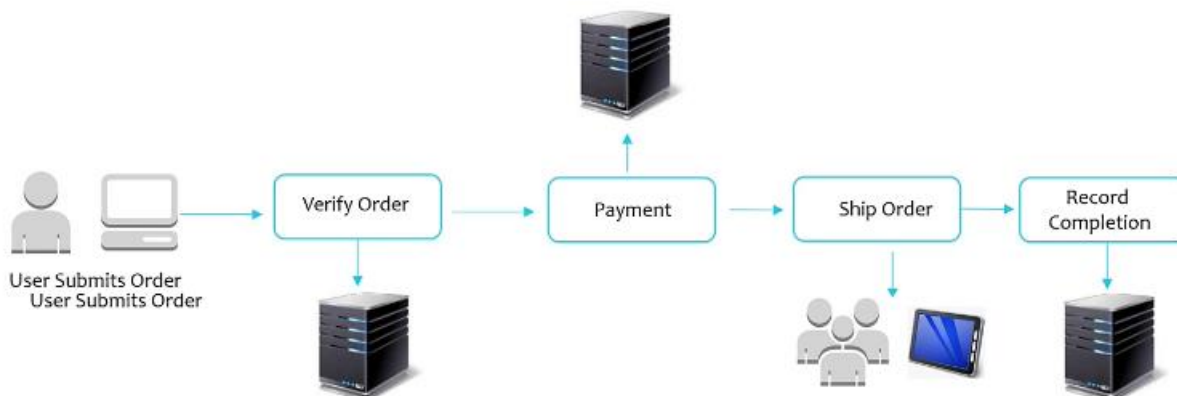 User Submits Order
User Submits Order
Verify Order
Payment
Ship Order
Record
Completion